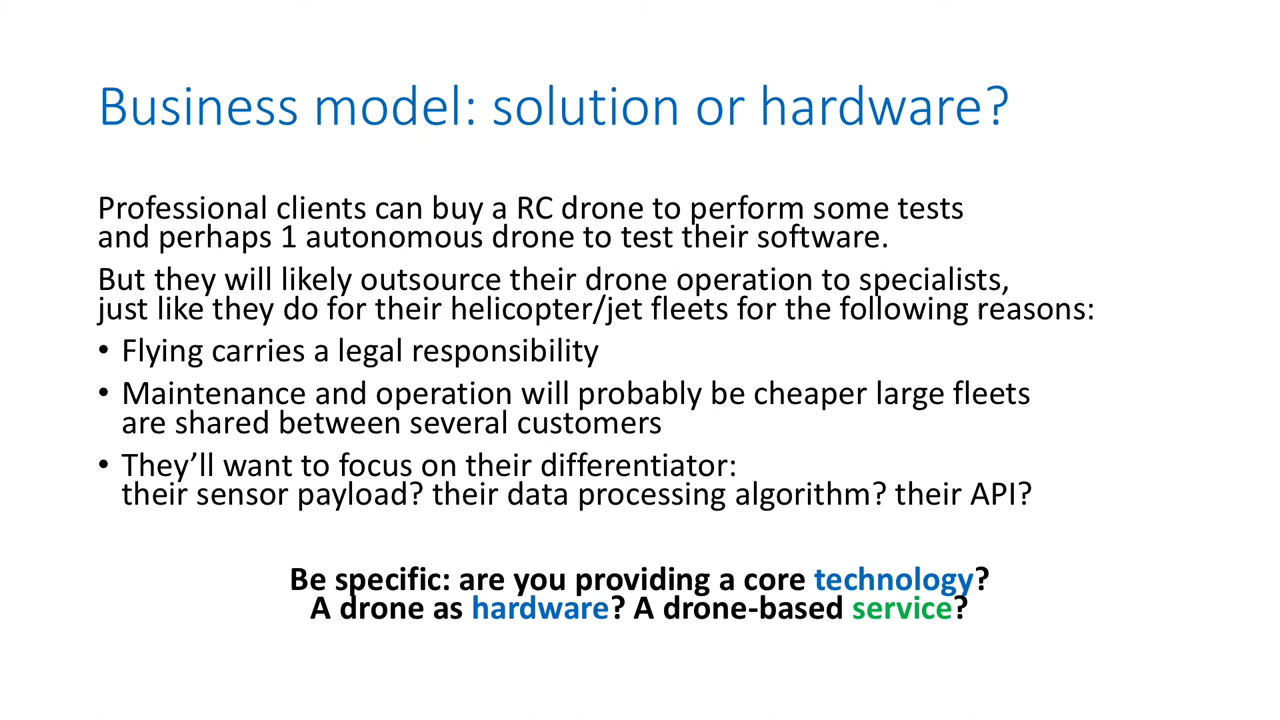 Business model: solution or hardware?
Professional clients can buy a RC drone to perform some tests
and perhaps 1 autonomous drone to test their software.
But they will likely outsource their drone operation to specialists,
just like they do for their helicopter/jet fleets for the following reasons:
• Flying carries a legal responsibility
• Maintenance and operation will probably be cheaper large fleets
are shared between several customers
• They’ll want to focus on their differentiator:
their sensor payload? their data processing algorithm? their API?
Be specific: are you providing a core technology?
A drone as hardware? A drone-based service?